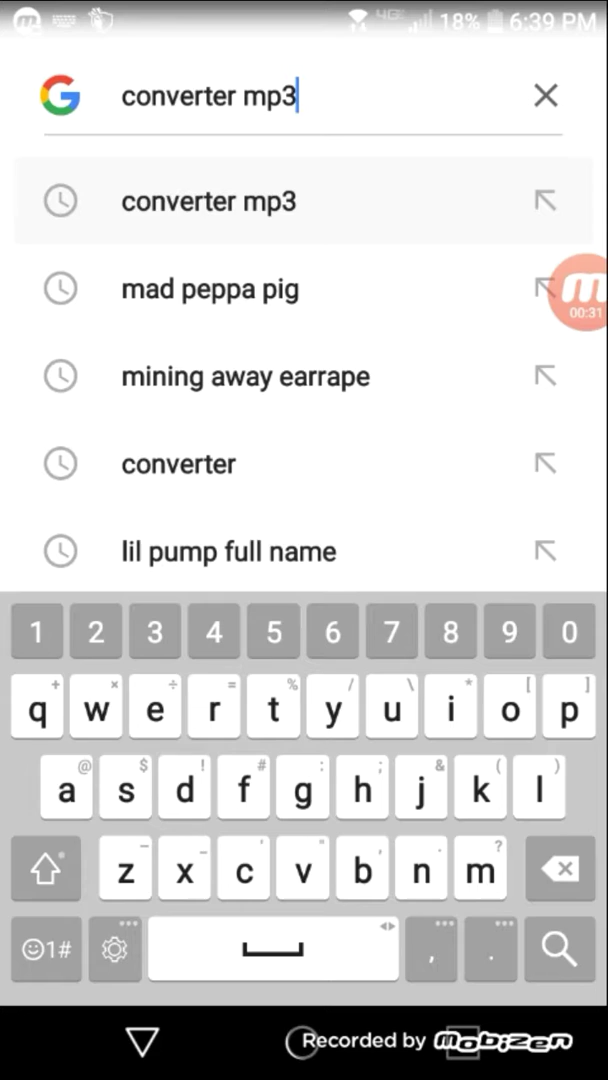 4G 18% 6:39 PM
converter mp3
converter mp3
mad peppa pig
00:31
mining away earrape
converter
lil pump full name
1 2 3 4 5 6 7 8 9 0
+ × ÷ = % / \ * [ ]
q w e r t y u i o p
@ $ ! # : ; & ( )
a s d f g h j k l
- _ ' " , . ?
z x c v b n m
1# , .
Recorded by mobizen